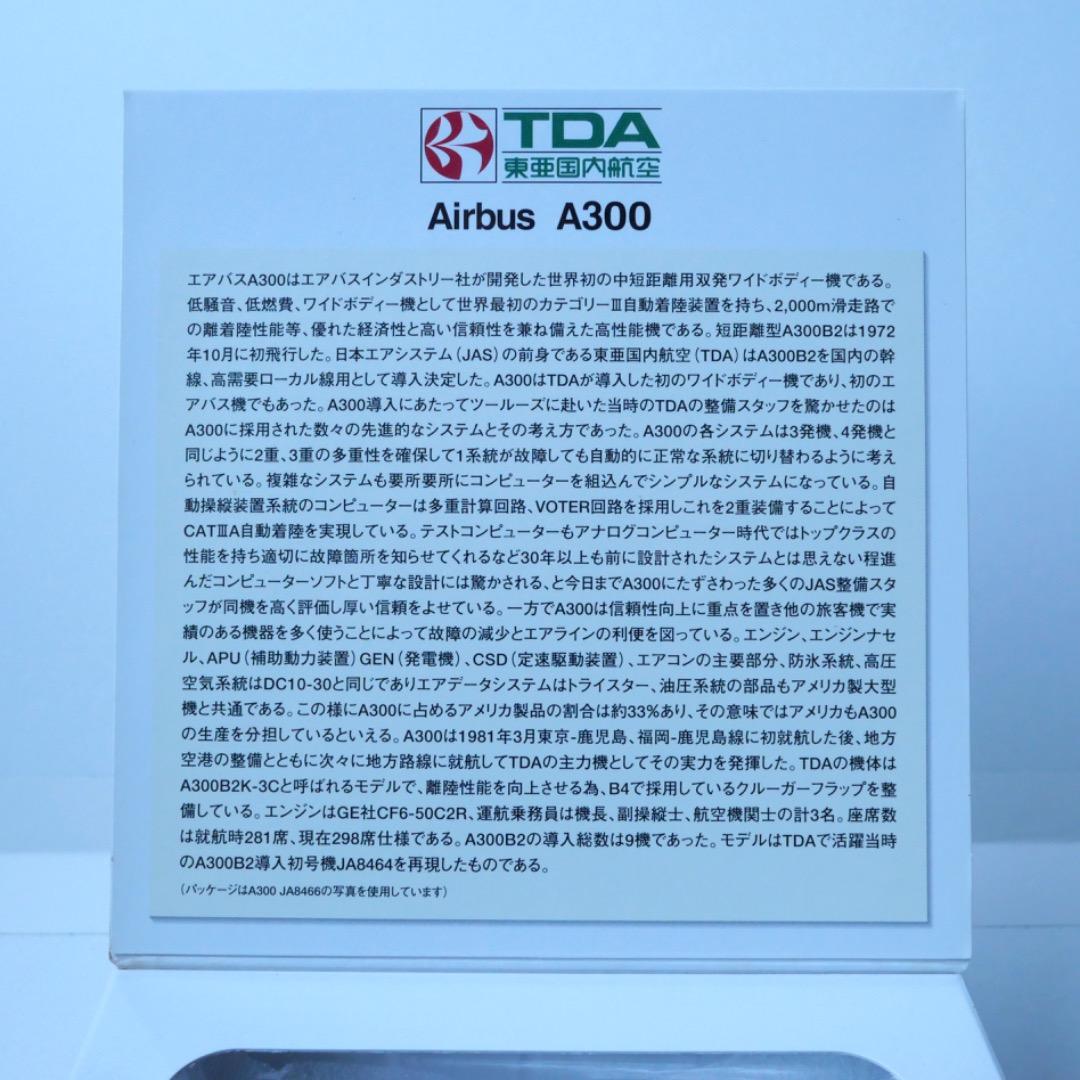 TDA
東亜国内航空
Airbus A300
エアバスA300はエアバスインダストリー社が開発した世界初の中短距離用双発ワイドボディー機である。
低騒音、低燃費、ワイドボディー機として世界最初のカテゴリーⅢ自動着陸装置を持ち、2,000m滑走路で
の離着陸性能等、優れた経済性と高い信頼性を兼ね備えた高性能機である。短距離型A300B2は1972
年10月に初飛行した。日本エアシステム(JAS)の前身である東亜国内航空(TDA)はA300B2を国内の幹
線、高需要ローカル線用として導入決定した。A300はTDAが導入した初のワイドボディー機であり、初のエ
アバス機でもあった。A300導入にあたってツールーズに赴いた当時のTDAの整備スタッフを驚かせたのは
A300に採用された数々の先進的なシステムとその考え方であった。A300の各システムは3発機、4発機と
同じように2重、3重の多重性を確保して1系統が故障しても自動的に正常な系統に切り替わるように考え
られている。複雑なシステムも要所要所にコンピューターを組込んでシンプルなシステムになっている。自
動操縦装置系統のコンピューターは多重計算回路、VOTER回路を採用しこれを2重装備することによって
CATⅢA自動着陸を実現している。テストコンピューターもアナログコンピューター時代ではトップクラスの
性能を持ち適切に故障箇所を知らせてくれるなど30年以上も前に設計されたシステムとは思えない程進
んだコンピューターソフトと丁寧な設計には驚かされる、と今日までA300にたずさわった多くのJAS整備スタ
ッフが同機を高く評価し厚い信頼をよせている。一方でA300は信頼性向上に重点を置き他の旅客機で実
績のある機器を多く使うことによって故障の減少とエアラインの利便を図っている。エンジン、エンジンナセ
ル、APU(補助動力装置)GEN(発電機)、CSD(定速駆動装置)、エアコンの主要部分、防氷系統、高圧
空気系統はDC10-30と同じでありエアデータシステムはトライスター、油圧系統の部品もアメリカ製大型
機と共通である。この様にA300に占めるアメリカ製品の割合は約33%あり、その意味ではアメリカもA300
の生産を分担しているといえる。A300は1981年3月東京-鹿児島、福岡-鹿児島線に初就航した後、地方
空港の整備とともに次々に地方路線に就航してTDAの主力機としてその実力を発揮した。TDAの機体は
A300B2K-3Cと呼ばれるモデルで、離陸性能を向上させる為、B4で採用しているクルーガーフラップを整
備している。エンジンはGE社CF6-50C2R、運航乗務員は機長、副操縦士、航空機関士の計3名。座席数
は就航時281席、現在298席仕様である。A300B2の導入総数は9機であった。モデルはTDAで活躍当時
のA300B2導入初号機JA8464を再現したものである。
(パッケージはA300 JA8466の写真を使用しています)